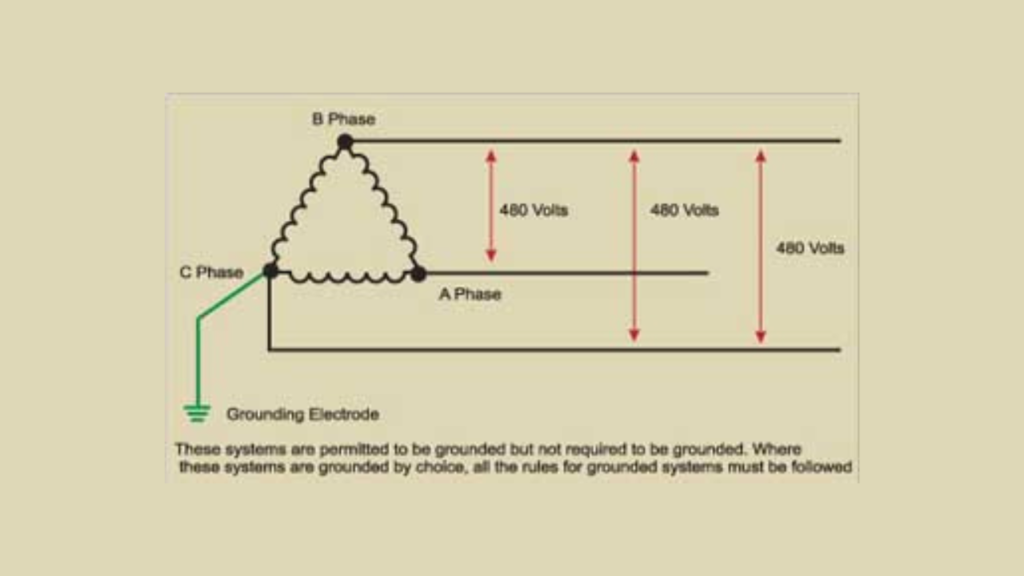 B Phase
480 Volts
480 Volts
480 Volts
C Phase
A Phase
Grounding Electrode
These systems are permitted to be grounded but not required to be grounded. Where
these systems are grounded by choice, all the rules for grounded systems must be followed